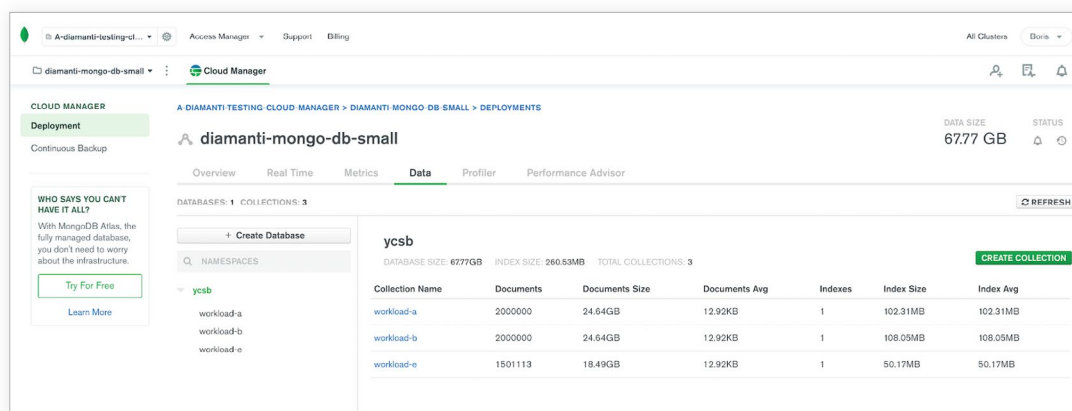 A-diamanti-testing-cl... Access Manager Support Billing All Clusters Boris
diamanti-mongo-db-small Cloud Manager
CLOUD MANAGER
Deployment
Continuous Backup
WHO SAYS YOU CAN'T
HAVE IT ALL?
With MongoDB Atlas, the
fully managed database,
you don't need to worry
about the infrastructure.
Try For Free
Learn More
A-DIAMANTI-TESTING-CLOUD-MANAGER > DIAMANTI-MONGO-DB-SMALL > DEPLOYMENTS
diamanti-mongo-db-small
DATA SIZE
67.77 GB
STATUS
Overview Real Time Metrics Data Profiler Performance Advisor
DATABASES: 1 COLLECTIONS: 3
REFRESH
+ Create Database
NAMESPACES
ycsb
workload-a
workload-b
workload-e
ycsb
DATABASE SIZE: 67.77GB INDEX SIZE: 260.53MB TOTAL COLLECTIONS: 3
CREATE COLLECTION
Collection Name Documents Documents Size Documents Avg Indexes Index Size Index Avg
workload-a 2000000 24.64GB 12.92KB 1 102.31MB 102.31MB
workload-b 2000000 24.64GB 12.92KB 1 108.05MB 108.05MB
workload-e 1501113 18.49GB 12.92KB 1 50.17MB 50.17MB